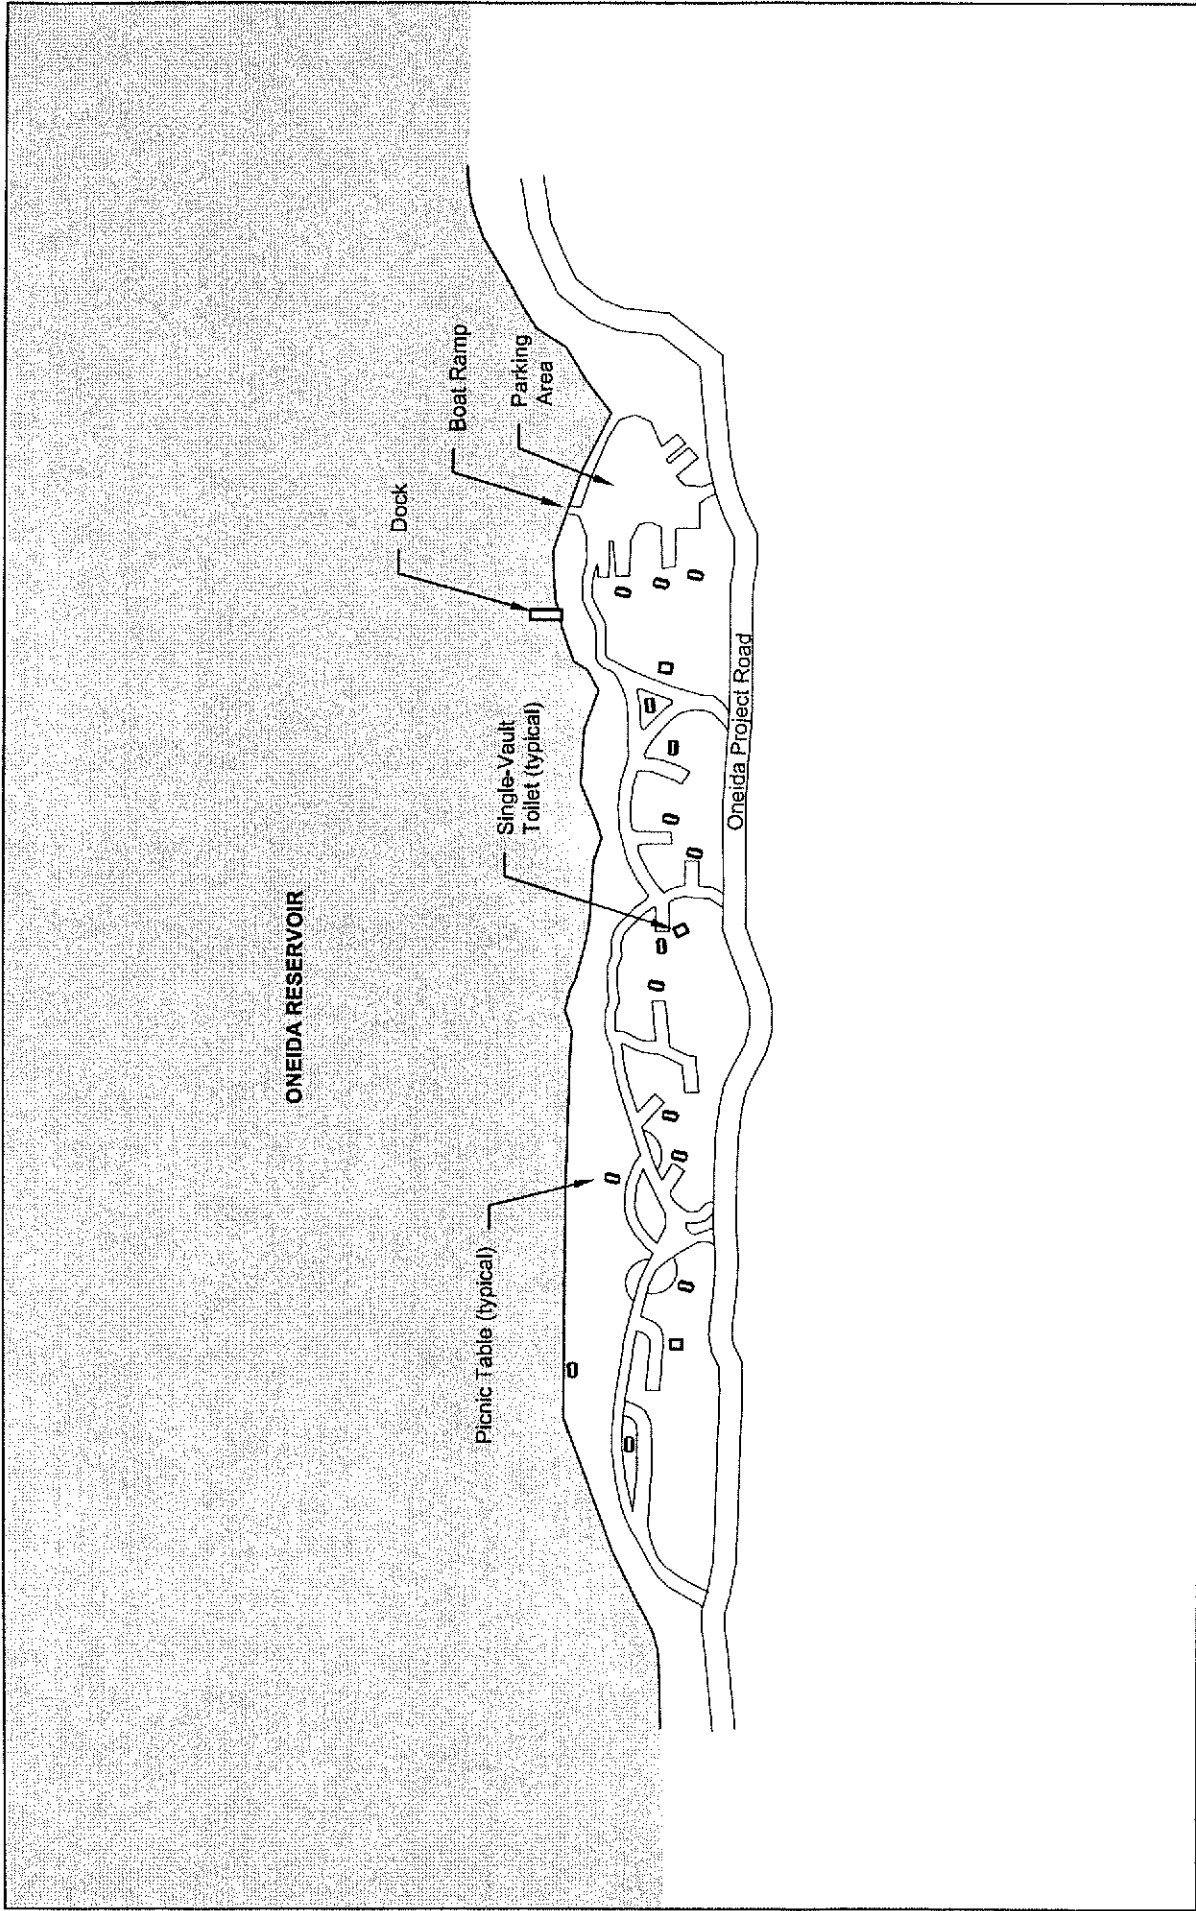 ONEIDA RESERVOIR
Picnic Table (typical)
Single-Vault
Toilet (typical)
Dock
Boat Ramp
Parking
Area
Oneida Project Road